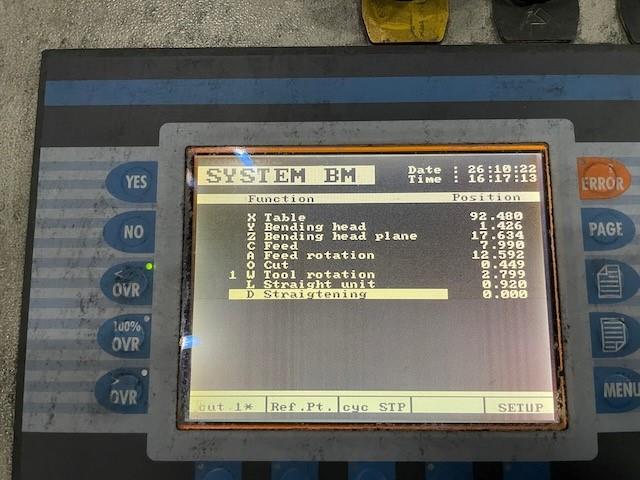 SYSTEM BM
Date : 26:10:22
Time : 16:17:13
Function Position
X Table 92.480
Y Bending head 1.426
Z Bending head plane 17.634
C Feed 7.990
A Feed rotation 12.592
O Cut 0.449
1 W Tool rotation 2.799
L Straight unit 0.920
D Straigtening 0.000
cut.1* Ref.Pt. cyc STP SETUP
YES
NO
< OVR
100% OVR
> OVR
ERROR
PAGE
MENU